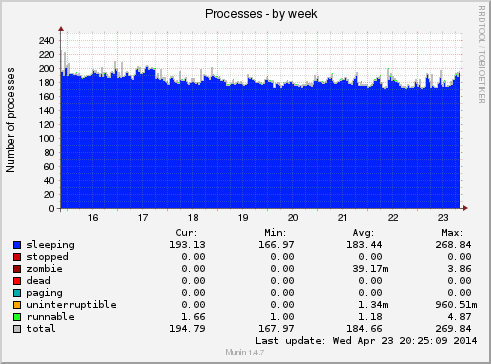 Processes - by week
RRDTOOL / TOBI OETIKER
Number of processes
240
220
200
180
160
140
120
100
80
60
40
20
0
16 17 18 19 20 21 22 23
Cur: Min: Avg: Max:
sleeping 193.13 166.97 183.44 268.84
stopped 0.00 0.00 0.00 0.00
zombie 0.00 0.00 39.17m 3.86
dead 0.00 0.00 0.00 0.00
paging 0.00 0.00 0.00 0.00
uninterruptible 0.00 0.00 1.34m 960.51m
runnable 1.66 1.00 1.18 4.87
total 194.79 167.97 184.66 269.84
Last update: Wed Apr 23 20:25:09 2014
Munin 1.4.7